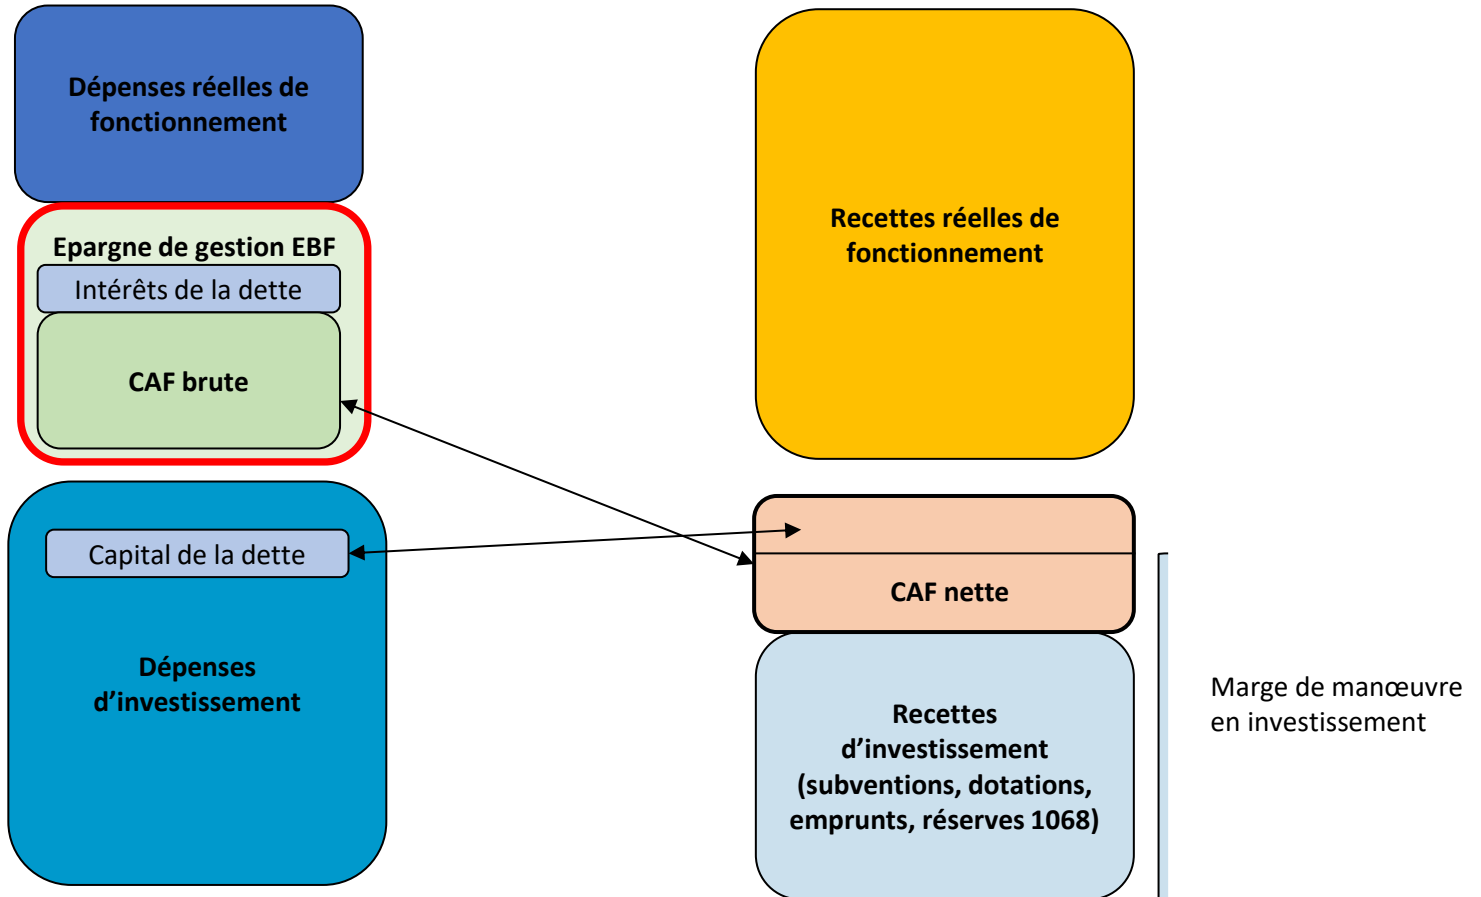 Dépenses réelles de
fonctionnement
Epargne de gestion EBF
Intérêts de la dette
CAF brute
Capital de la dette
Dépenses
d’investissement
Recettes réelles de
fonctionnement
CAF nette
Recettes
d’investissement
(subventions, dotations,
emprunts, réserves 1068)
Marge de manœuvre
en investissement